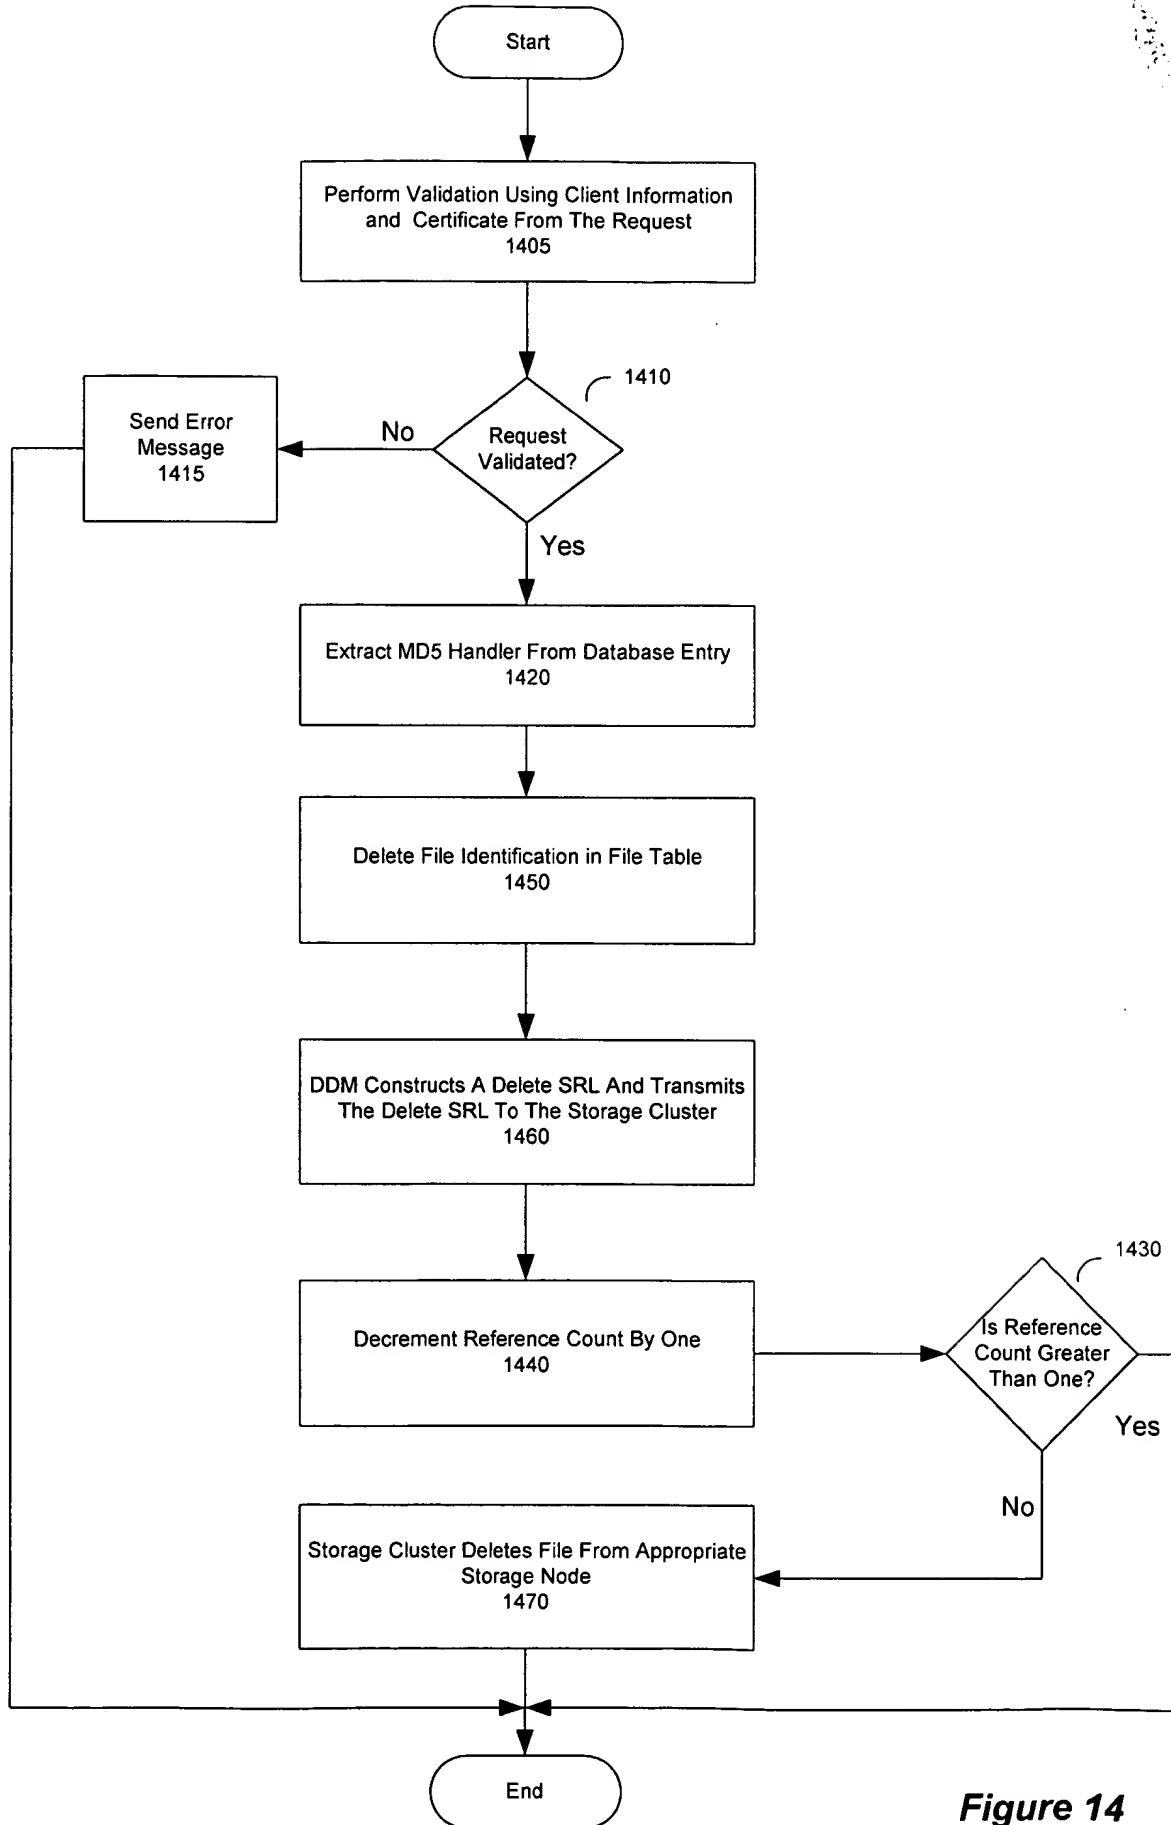 Start
Perform Validation Using Client Information
and Certificate From The Request
1405
1410
Request
Validated?
No
Send Error
Message
1415
Yes
Extract MD5 Handler From Database Entry
1420
Delete File Identification in File Table
1450
DDM Constructs A Delete SRL And Transmits
The Delete SRL To The Storage Cluster
1460
Decrement Reference Count By One
1440
1430
Is Reference
Count Greater
Than One?
Yes
No
Storage Cluster Deletes File From Appropriate
Storage Node
1470
End
Figure 14